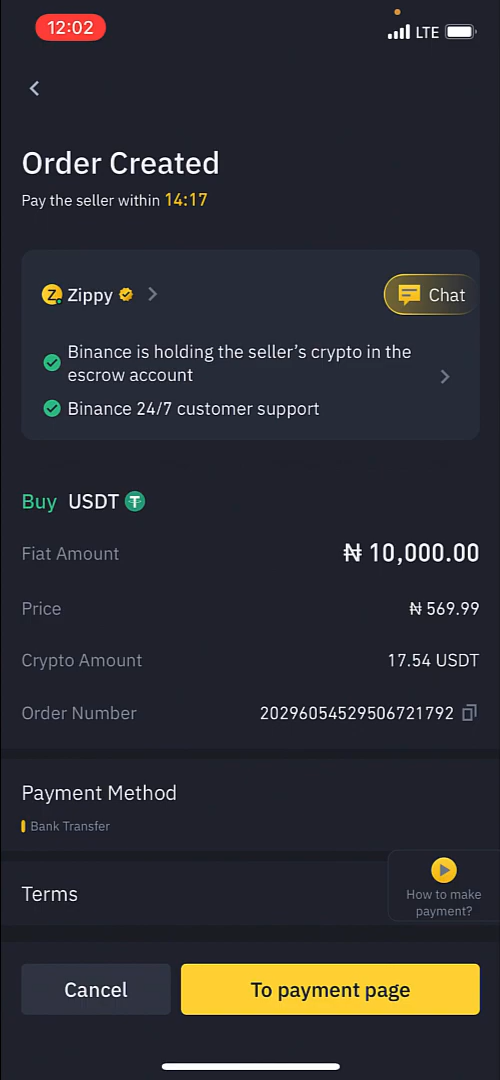 12:02
LTE
Order Created
Pay the seller within 14:17
Z Zippy
Chat
Binance is holding the seller's crypto in the
escrow account
Binance 24/7 customer support
Buy USDT
Fiat Amount ₦ 10,000.00
Price ₦ 569.99
Crypto Amount 17.54 USDT
Order Number 20296054529506721792
Payment Method
Bank Transfer
Terms
How to make
payment?
Cancel
To payment page